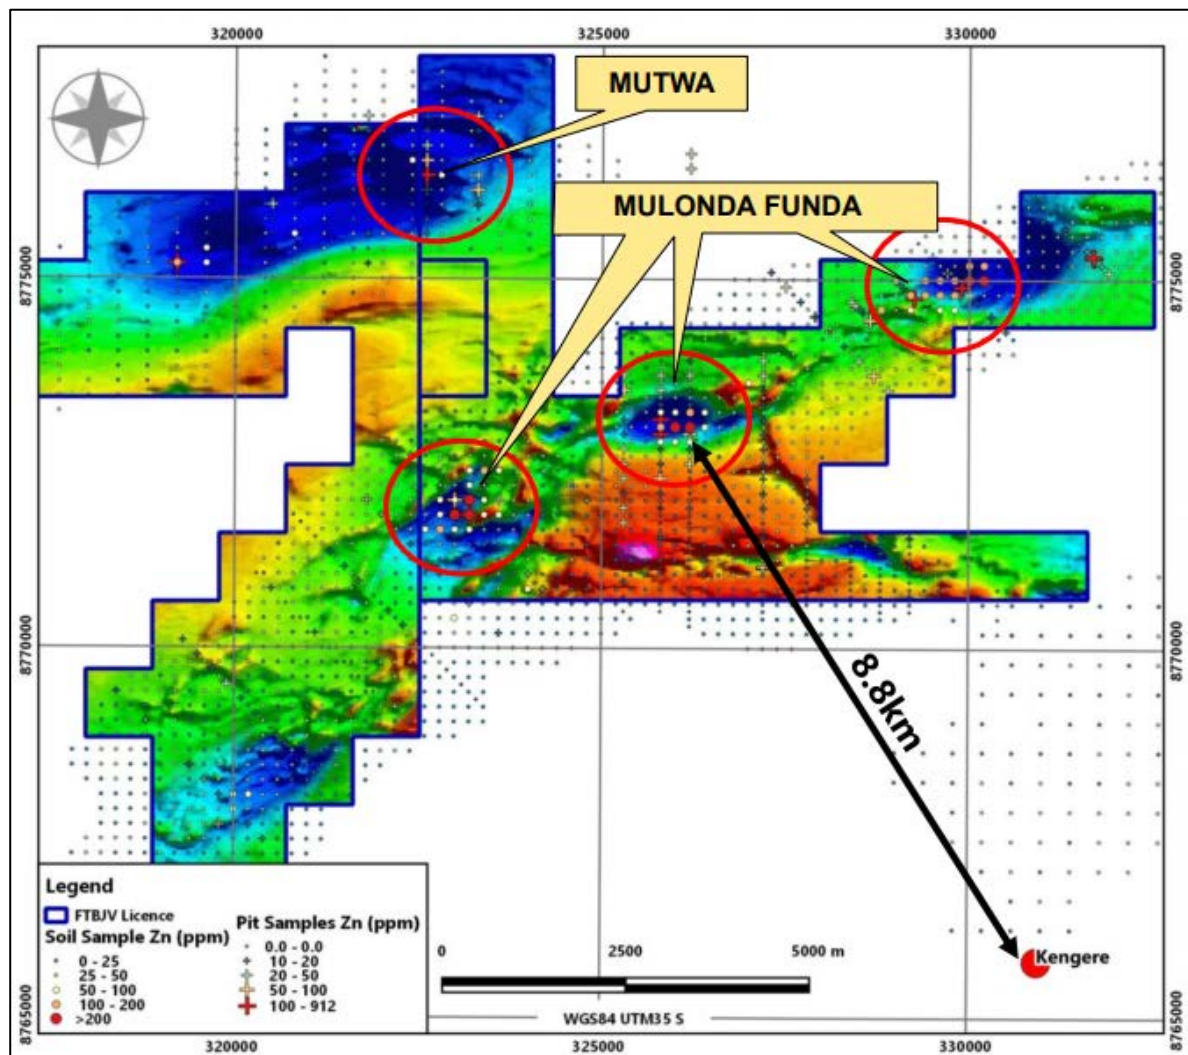 320000 325000 330000
MUTWA
MULONDA FUNDA
8775000 8775000
8770000 8770000
8.8km
Kengere
Legend
FTBJV Licence
Soil Sample Zn (ppm)
0 - 25
25 - 50
50 - 100
100 - 200
>200
Pit Samples Zn (ppm)
0.0 - 0.0
10 - 20
20 - 50
50 - 100
100 - 912
0 2500 5000 m
WGS84 UTM35 S
8765000 8765000
320000 325000 330000